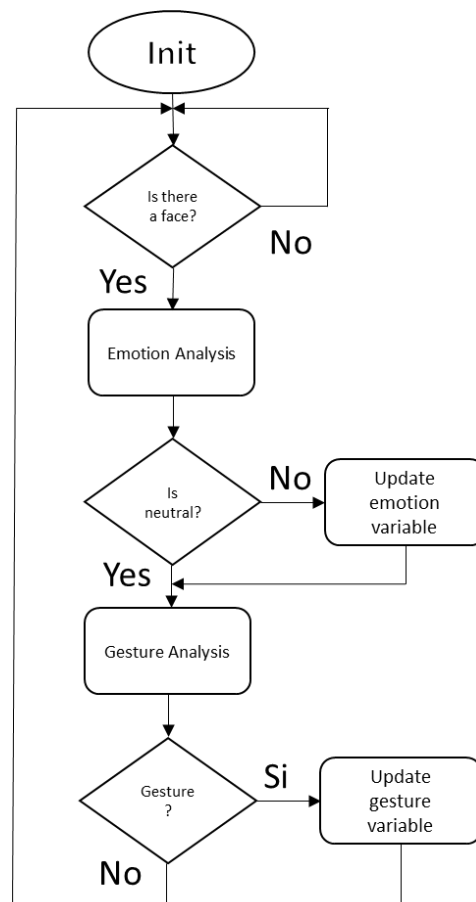 Init
Is there
a face?
No
Yes
Emotion Analysis
Is
neutral?
No
Update
emotion
variable
Yes
Gesture Analysis
Gesture
?
Si
Update
gesture
variable
No